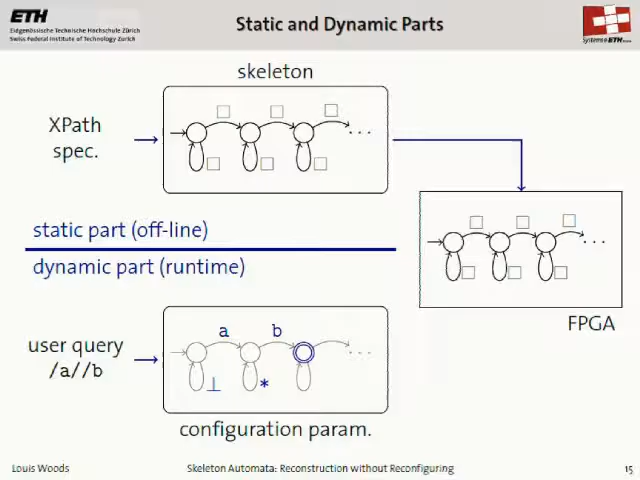 ETH
Eidgenössische Technische Hochschule Zürich
Swiss Federal Institute of Technology Zurich
Static and Dynamic Parts
Systems@ETH
skeleton
XPath
spec.
...
static part (off-line)
dynamic part (runtime)
...
FPGA
user query
/a//b
a b
...
⊥ *
configuration param.
Louis Woods
Skeleton Automata: Reconstruction without Reconfiguring
15